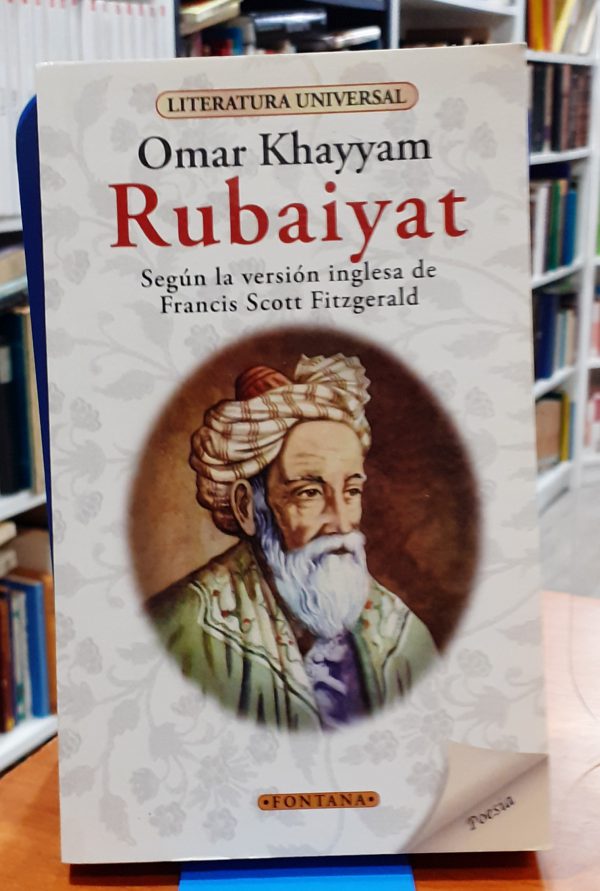 LITERATURA UNIVERSAL
Omar Khayyam
Rubaiyat
Según la versión inglesa de
Francis Scott Fitzgerald
•FONTANA•
Poesía